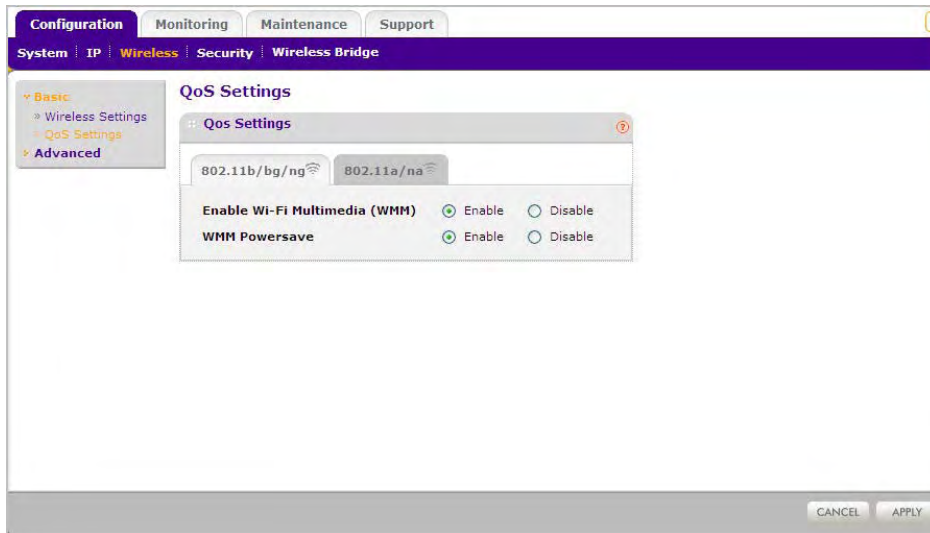 Configuration Monitoring Maintenance Support
System IP Wireless Security Wireless Bridge
Basic
Wireless Settings
QoS Settings
Advanced
QoS Settings
Qos Settings ?
802.11b/bg/ng 802.11a/na
Enable Wi-Fi Multimedia (WMM) Enable Disable
WMM Powersave Enable Disable
CANCEL APPLY